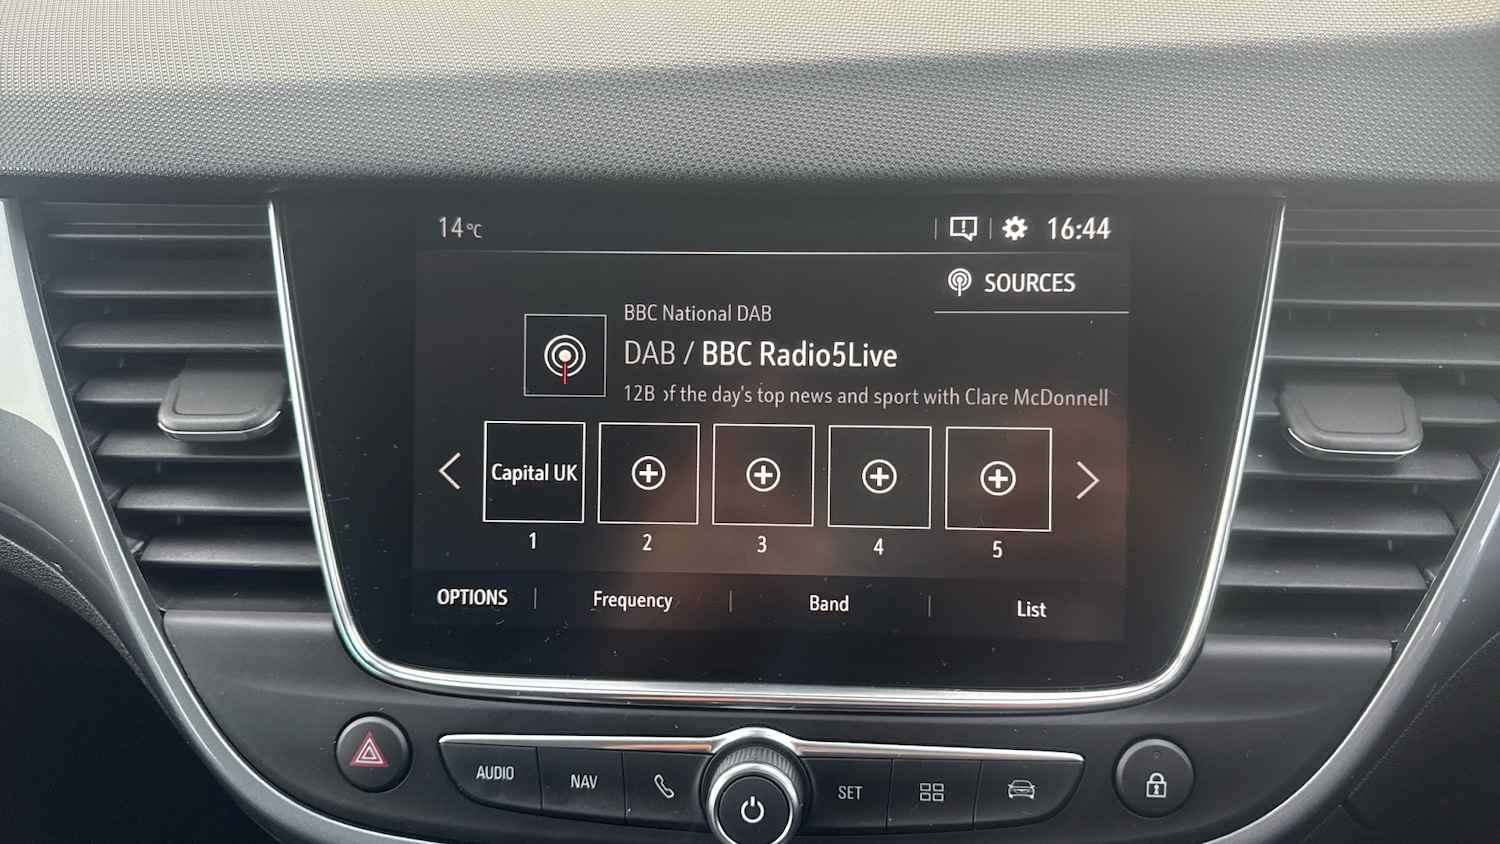 14°C
16:44
SOURCES
BBC National DAB
DAB / BBC Radio5Live
12B of the day's top news and sport with Clare McDonnell
Capital UK
1 2 3 4 5
OPTIONS Frequency Band List
AUDIO NAV SET